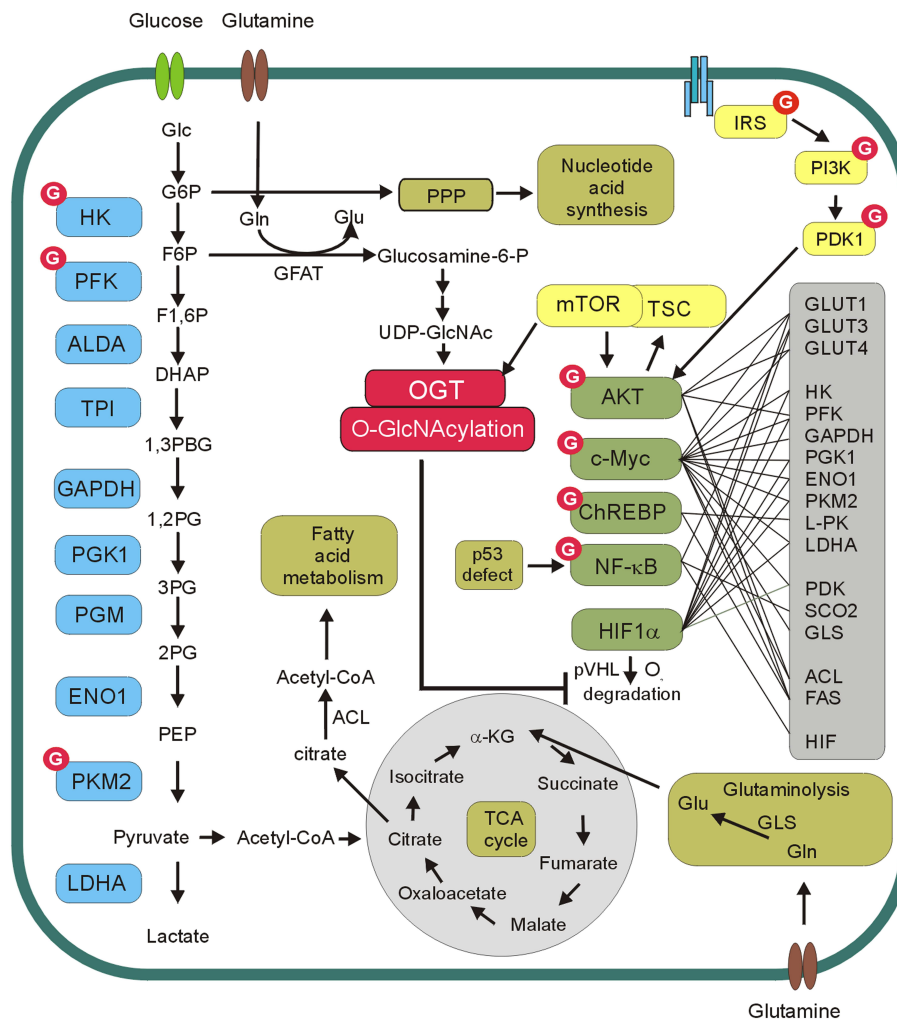 Glucose
Glutamine
Glc
G6P
F6P
F1,6P
DHAP
1,3PBG
1,2PG
3PG
2PG
PEP
Pyruvate
Lactate
G
HK
G
PFK
ALDA
TPI
GAPDH
PGK1
PGM
ENO1
G
PKM2
LDHA
Gln
Glu
GFAT
PPP
Nucleotide
acid
synthesis
Glucosamine-6-P
UDP-GlcNAc
OGT
O-GlcNAcylation
IRS
G
PI3K
G
PDK1
G
mTOR
TSC
G
AKT
G
c-Myc
G
ChREBP
G
NF-κB
HIF1α
p53
defect
pVHL
O,
degradation
GLUT1
GLUT3
GLUT4
HK
PFK
GAPDH
PGK1
ENO1
PKM2
L-PK
LDHA
PDK
SCO2
GLS
ACL
FAS
HIF
Fatty
acid
metabolism
Acetyl-CoA
ACL
citrate
Acetyl-CoA
α-KG
Isocitrate
Succinate
TCA
cycle
Citrate
Fumarate
Oxaloacetate
Malate
Glutaminolysis
Glu
GLS
Gln
Glutamine